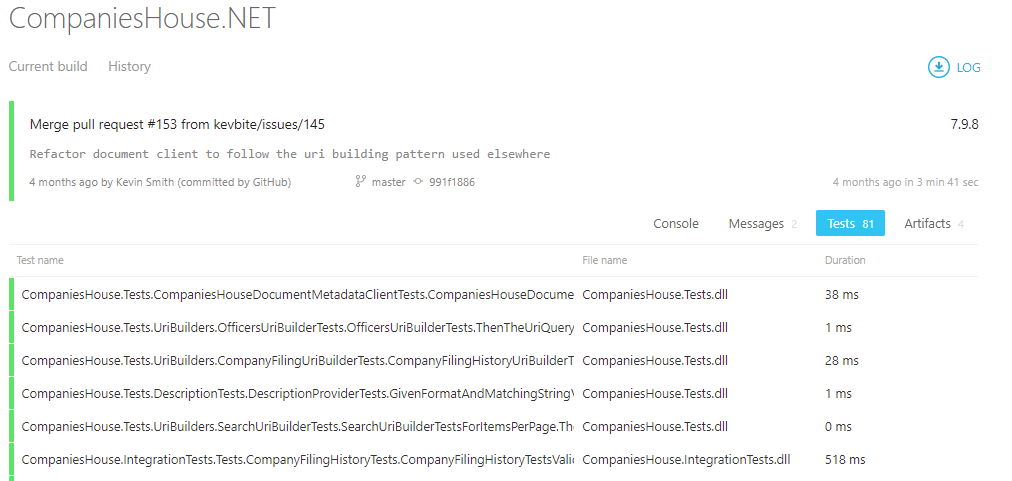 CompaniesHouse.NET
Current build History LOG
Merge pull request #153 from kevbite/issues/145 7.9.8
Refactor document client to follow the uri building pattern used elsewhere
4 months ago by Kevin Smith (committed by GitHub) master 991f1886 4 months ago in 3 min 41 sec
Console Messages 2 Tests 81 Artifacts 4
Test name File name Duration
CompaniesHouse.Tests.CompaniesHouseDocumentMetadataClientTests.CompaniesHouseDocume CompaniesHouse.Tests.dll 38 ms
CompaniesHouse.Tests.UriBuilders.OfficersUriBuilderTests.OfficersUriBuilderTests.ThenTheUriQuery CompaniesHouse.Tests.dll 1 ms
CompaniesHouse.Tests.UriBuilders.CompanyFilingUriBuilderTests.CompanyFilingHistoryUriBuilderT CompaniesHouse.Tests.dll 28 ms
CompaniesHouse.Tests.DescriptionTests.DescriptionProviderTests.GivenFormatAndMatchingStringV CompaniesHouse.Tests.dll 1 ms
CompaniesHouse.Tests.UriBuilders.SearchUriBuilderTests.SearchUriBuilderTestsForItemsPerPage.The CompaniesHouse.Tests.dll 0 ms
CompaniesHouse.IntegrationTests.Tests.CompanyFilingHistoryTests.CompanyFilingHistoryTestsValid CompaniesHouse.IntegrationTests.dll 518 ms